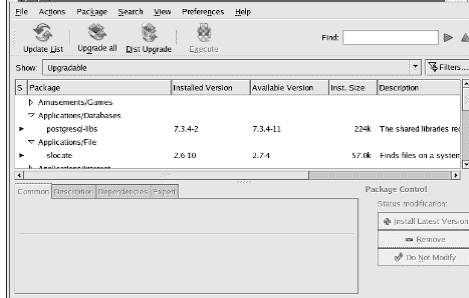 File Actions Package Search View Preferences Help
Update List Upgrade all Dist Upgrade Execute Find:
Show: Upgradable Filters...
S Package Installed Version Available Version Inst. Size Description
Amusements/Games
Applications/Databases
postgresql-libs 7.3.4-2 7.3.4-11 224k The shared libraries rec
Applications/File
slocate 2.6-10 2.7-4 57.0k Finds files on a system
Common Description Dependencies Expert
Package Control
Status modification:
Install Latest Version
Remove
Do Not Modify